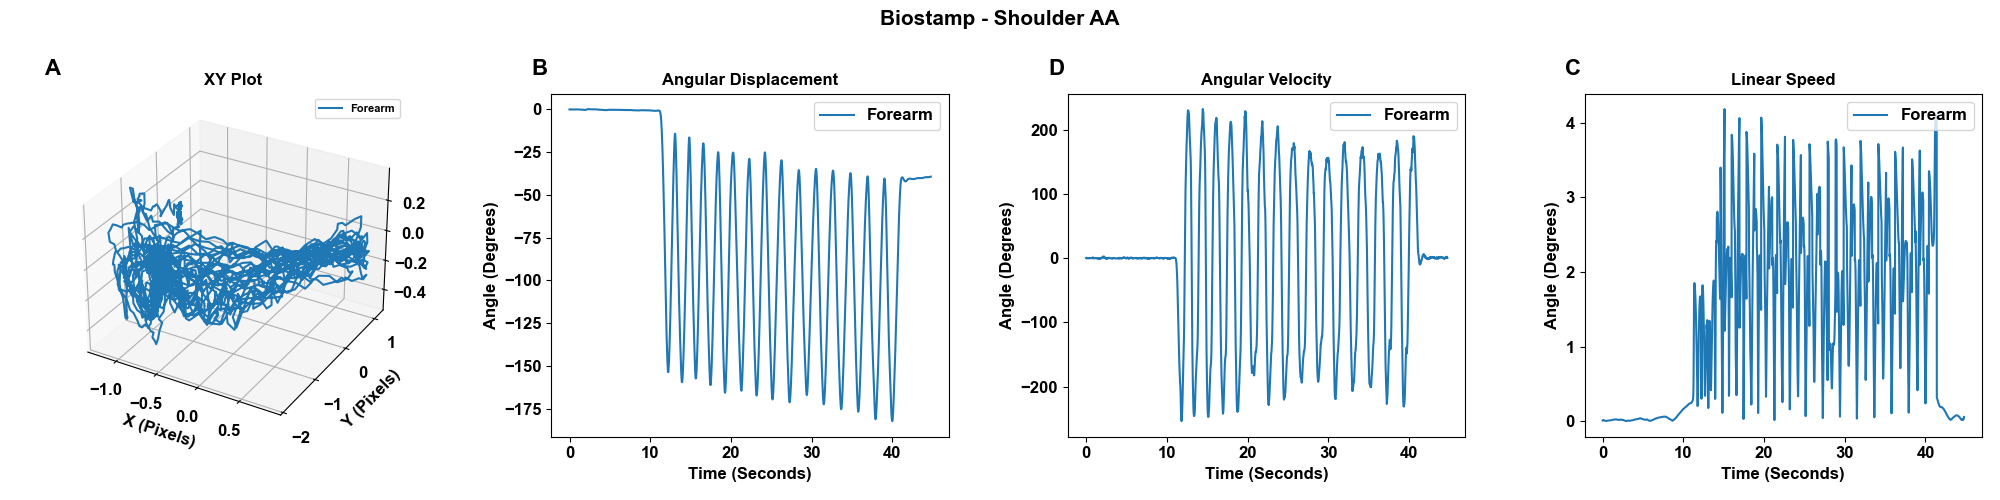 Biostamp - Shoulder AA
A
XY Plot
Forearm
0.2
0.0
−0.2
−0.4
−1.0
−0.5
0.0
0.5
X (Pixels)
−2
−1
0
1
Y (Pixels)
B
Angular Displacement
Forearm
0
−25
−50
−75
−100
−125
−150
−175
Angle (Degrees)
0
10
20
30
40
Time (Seconds)
D
Angular Velocity
Forearm
200
100
0
−100
−200
Angle (Degrees)
0
10
20
30
40
Time (Seconds)
C
Linear Speed
Forearm
4
3
2
1
0
Angle (Degrees)
0
10
20
30
40
Time (Seconds)